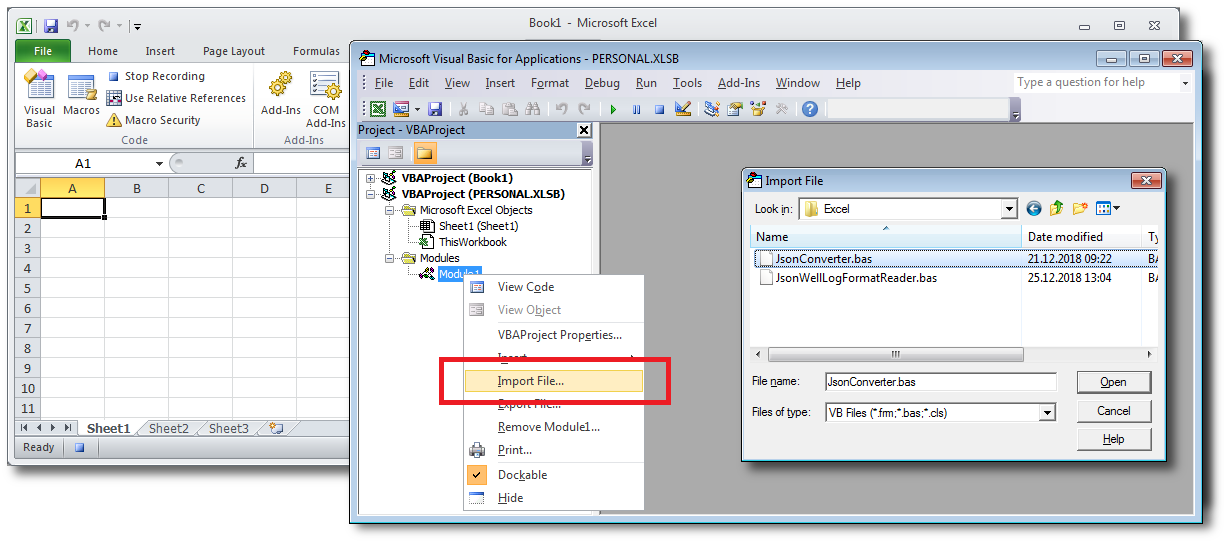 Book1 - Microsoft Excel
File Home Insert Page Layout Formulas
Visual Basic
Macros
Stop Recording
Use Relative References
Macro Security
Code
Add-Ins
COM Add-Ins
Add-Ins
A1
fx
A B C D E
1
2
3
4
5
6
7
8
9
10
11
Sheet1 Sheet2 Sheet3
Ready
Microsoft Visual Basic for Applications - PERSONAL.XLSB
File Edit View Insert Format Debug Run Tools Add-Ins Window Help
Type a question for help
Project - VBAProject
VBAProject (Book1)
VBAProject (PERSONAL.XLSB)
Microsoft Excel Objects
Sheet1 (Sheet1)
ThisWorkbook
Modules
Module1
View Code
View Object
VBAProject Properties...
Insert
Import File...
Export File...
Remove Module1...
Print...
Dockable
Hide
Import File
Look in: Excel
Name Date modified Ty
JsonConverter.bas 21.12.2018 09:22 BA
JsonWellLogFormatReader.bas 25.12.2018 13:04 BA
File name: JsonConverter.bas Open
Files of type: VB Files (*.frm;*.bas;*.cls) Cancel
Help